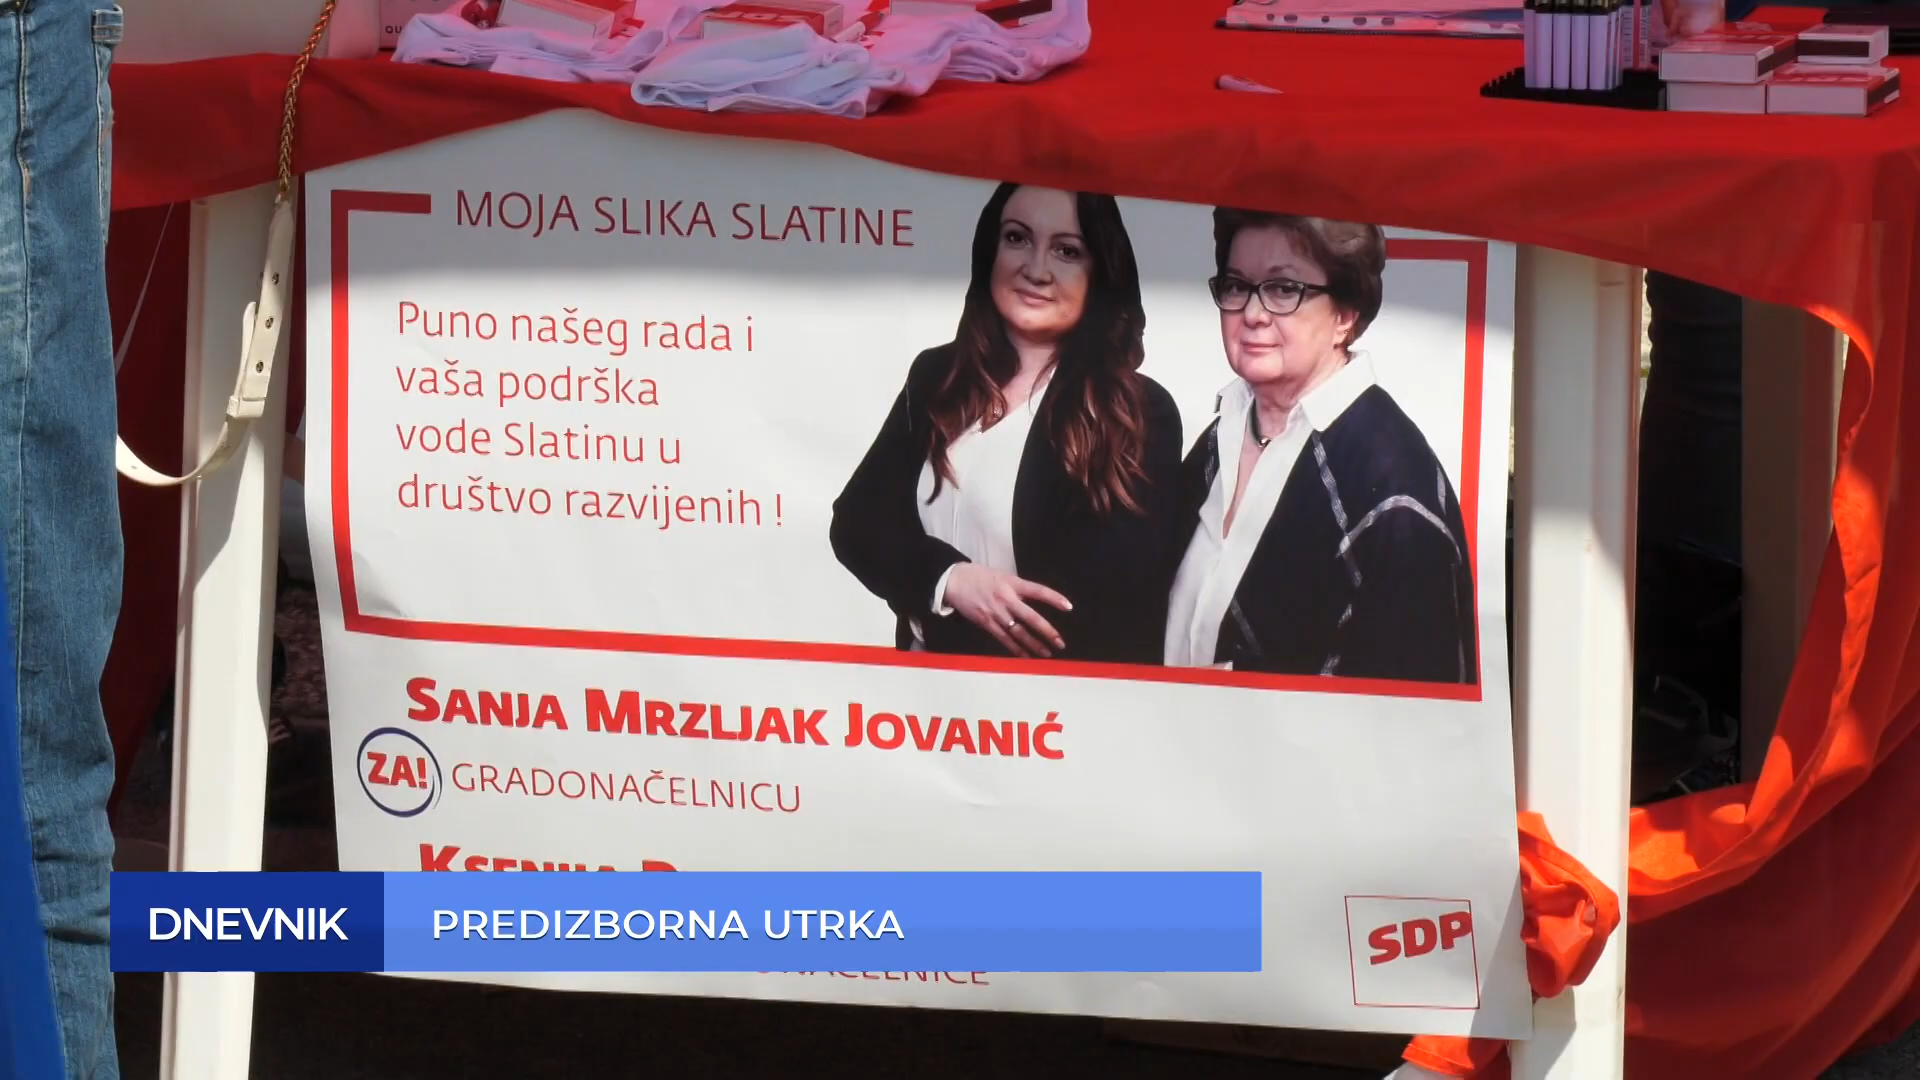 MOJA SLIKA SLATINE
Puno našeg rada i
vaša podrška
vode Slatinu u
društvo razvijenih !
SANJA MRZLJAK JOVANIĆ
ZA! GRADONAČELNICU
KSENIJA
DNEVNIK PREDIZBORNA UTRKA
SDP